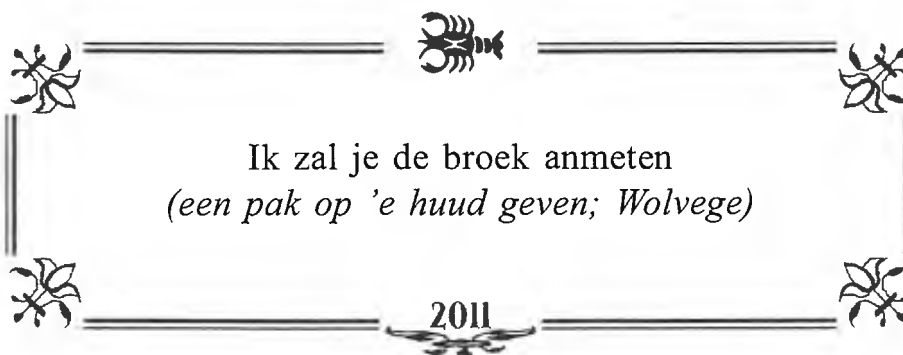 Ik zal je de broek anmeten
(een pak op 'e huud geven; Wolvege)
2011